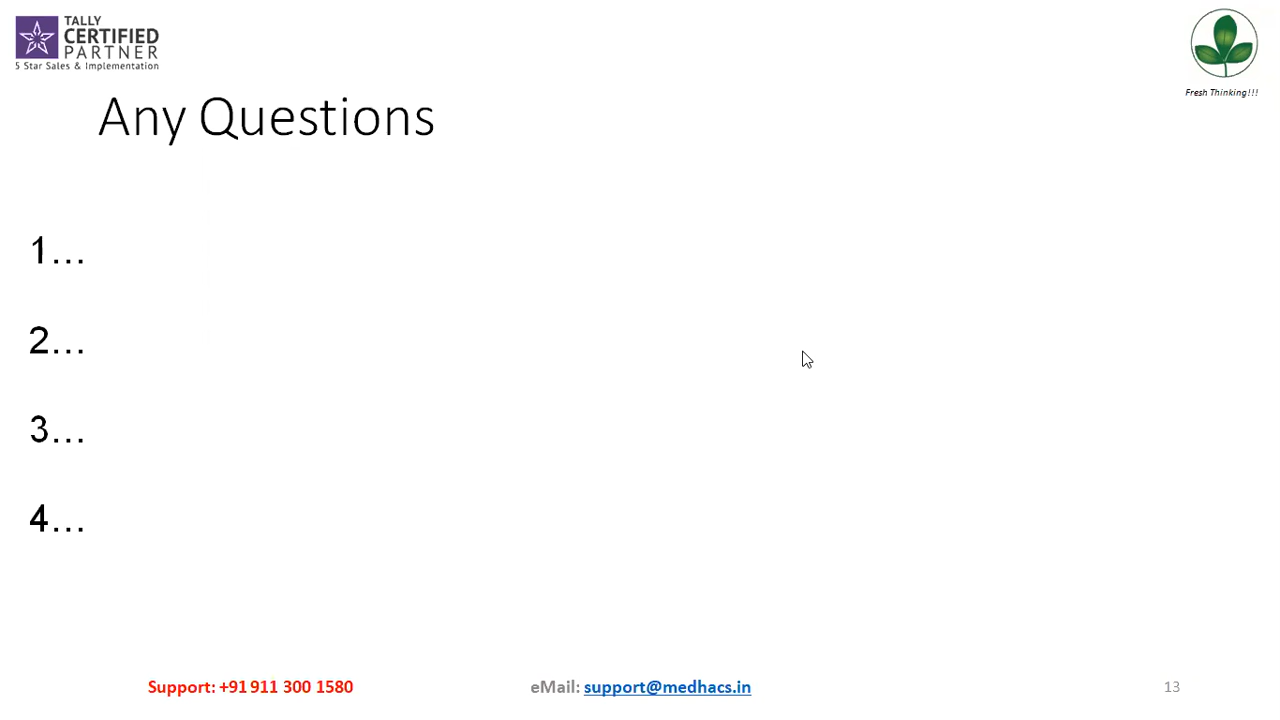 TALLY
CERTIFIED
PARTNER
5 Star Sales & Implementation
Fresh Thinking!!!
Any Questions
1...
2...
3...
4...
Support: +91 911 300 1580
eMail: support@medhacs.in
13